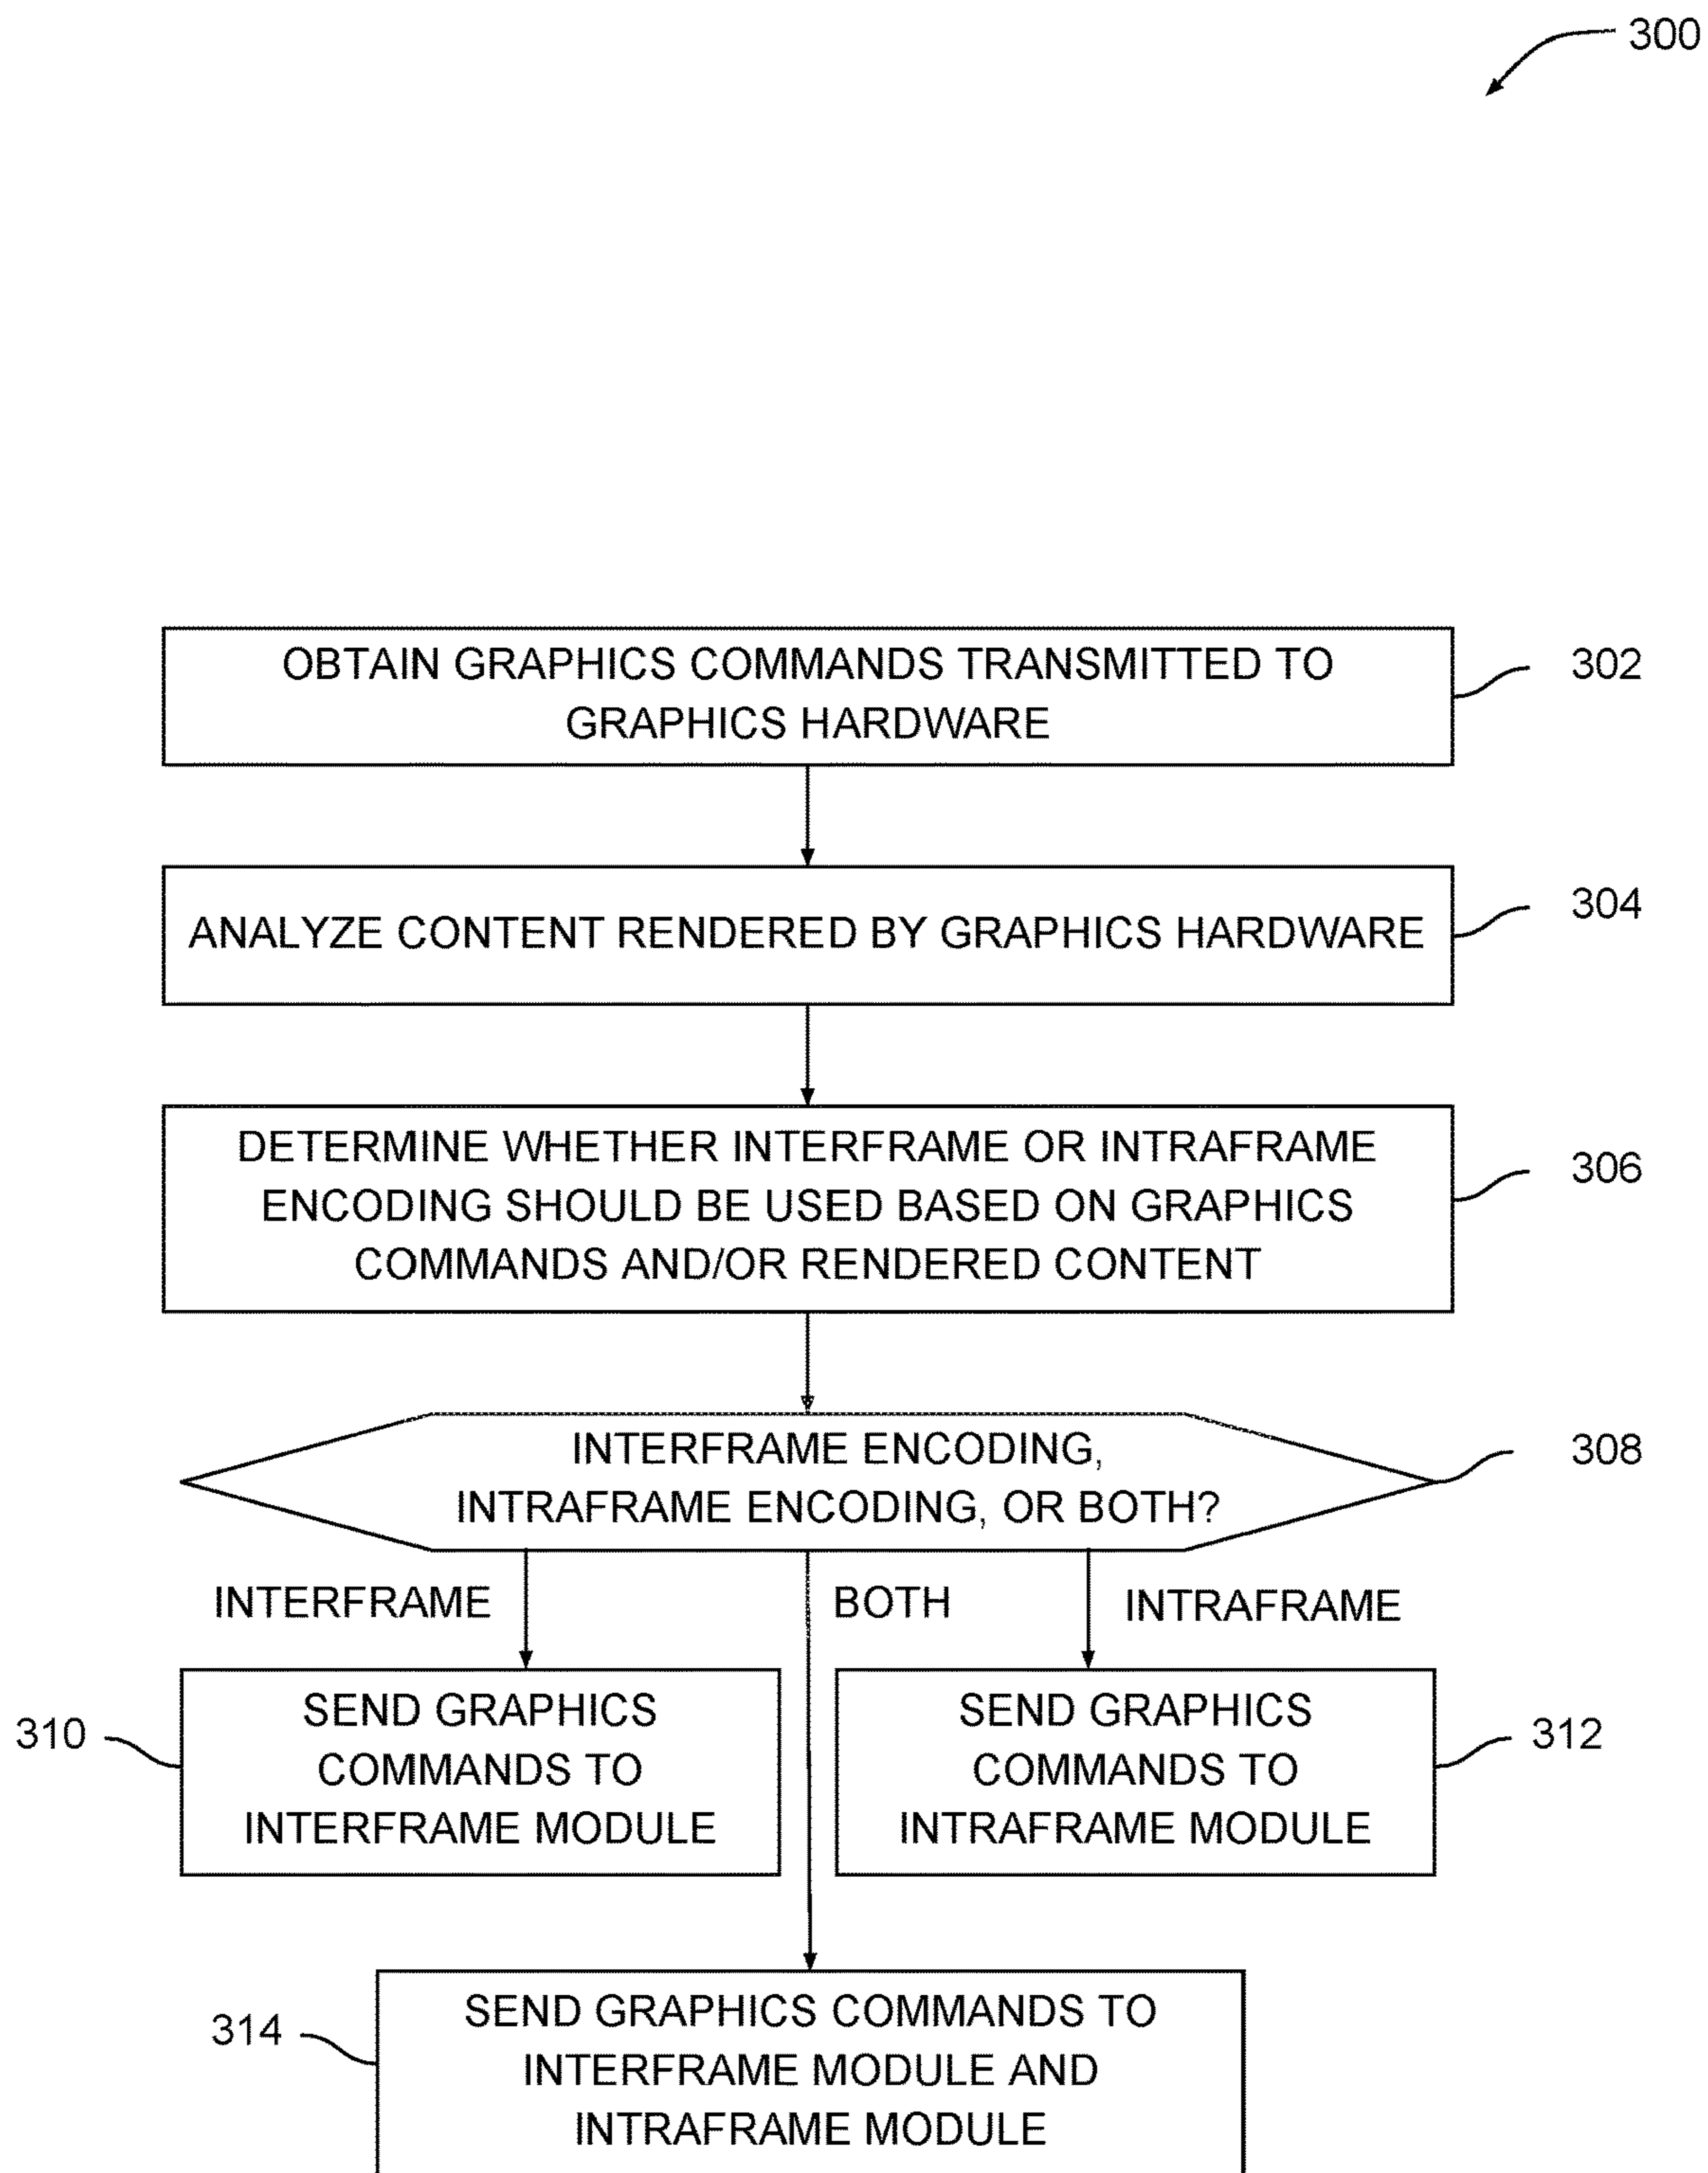 300
OBTAIN GRAPHICS COMMANDS TRANSMITTED TO
GRAPHICS HARDWARE
302
ANALYZE CONTENT RENDERED BY GRAPHICS HARDWARE
304
DETERMINE WHETHER INTERFRAME OR INTRAFRAME
ENCODING SHOULD BE USED BASED ON GRAPHICS
COMMANDS AND/OR RENDERED CONTENT
306
INTERFRAME ENCODING,
INTRAFRAME ENCODING, OR BOTH?
308
INTERFRAME
BOTH
INTRAFRAME
310
SEND GRAPHICS
COMMANDS TO
INTERFRAME MODULE
SEND GRAPHICS
COMMANDS TO
INTRAFRAME MODULE
312
314
SEND GRAPHICS COMMANDS TO
INTERFRAME MODULE AND
INTRAFRAME MODULE